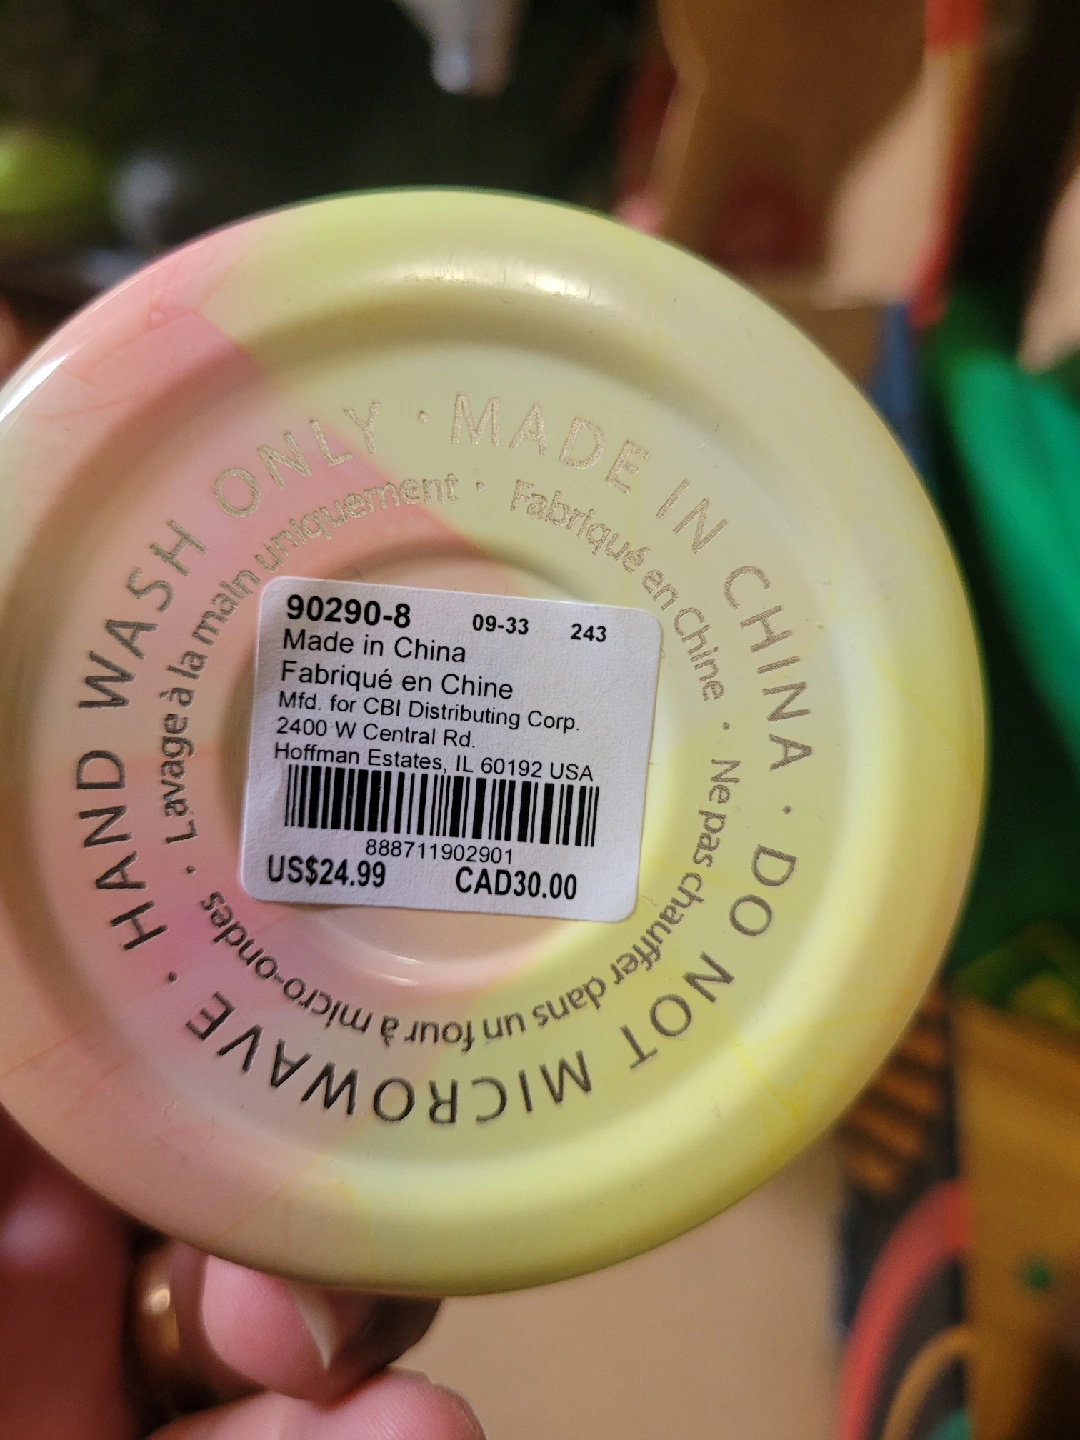 HAND WASH ONLY · MADE IN CHINA · DO NOT MICROWAVE ·
Lavage à la main uniquement · Fabriqué en Chine · Ne pas chauffer dans un four à micro-ondes ·
90290-8 09-33 243
Made in China
Fabriqué en Chine
Mfd. for CBI Distributing Corp.
2400 W Central Rd.
Hoffman Estates, IL 60192 USA
888711902901
US$24.99 CAD30.00